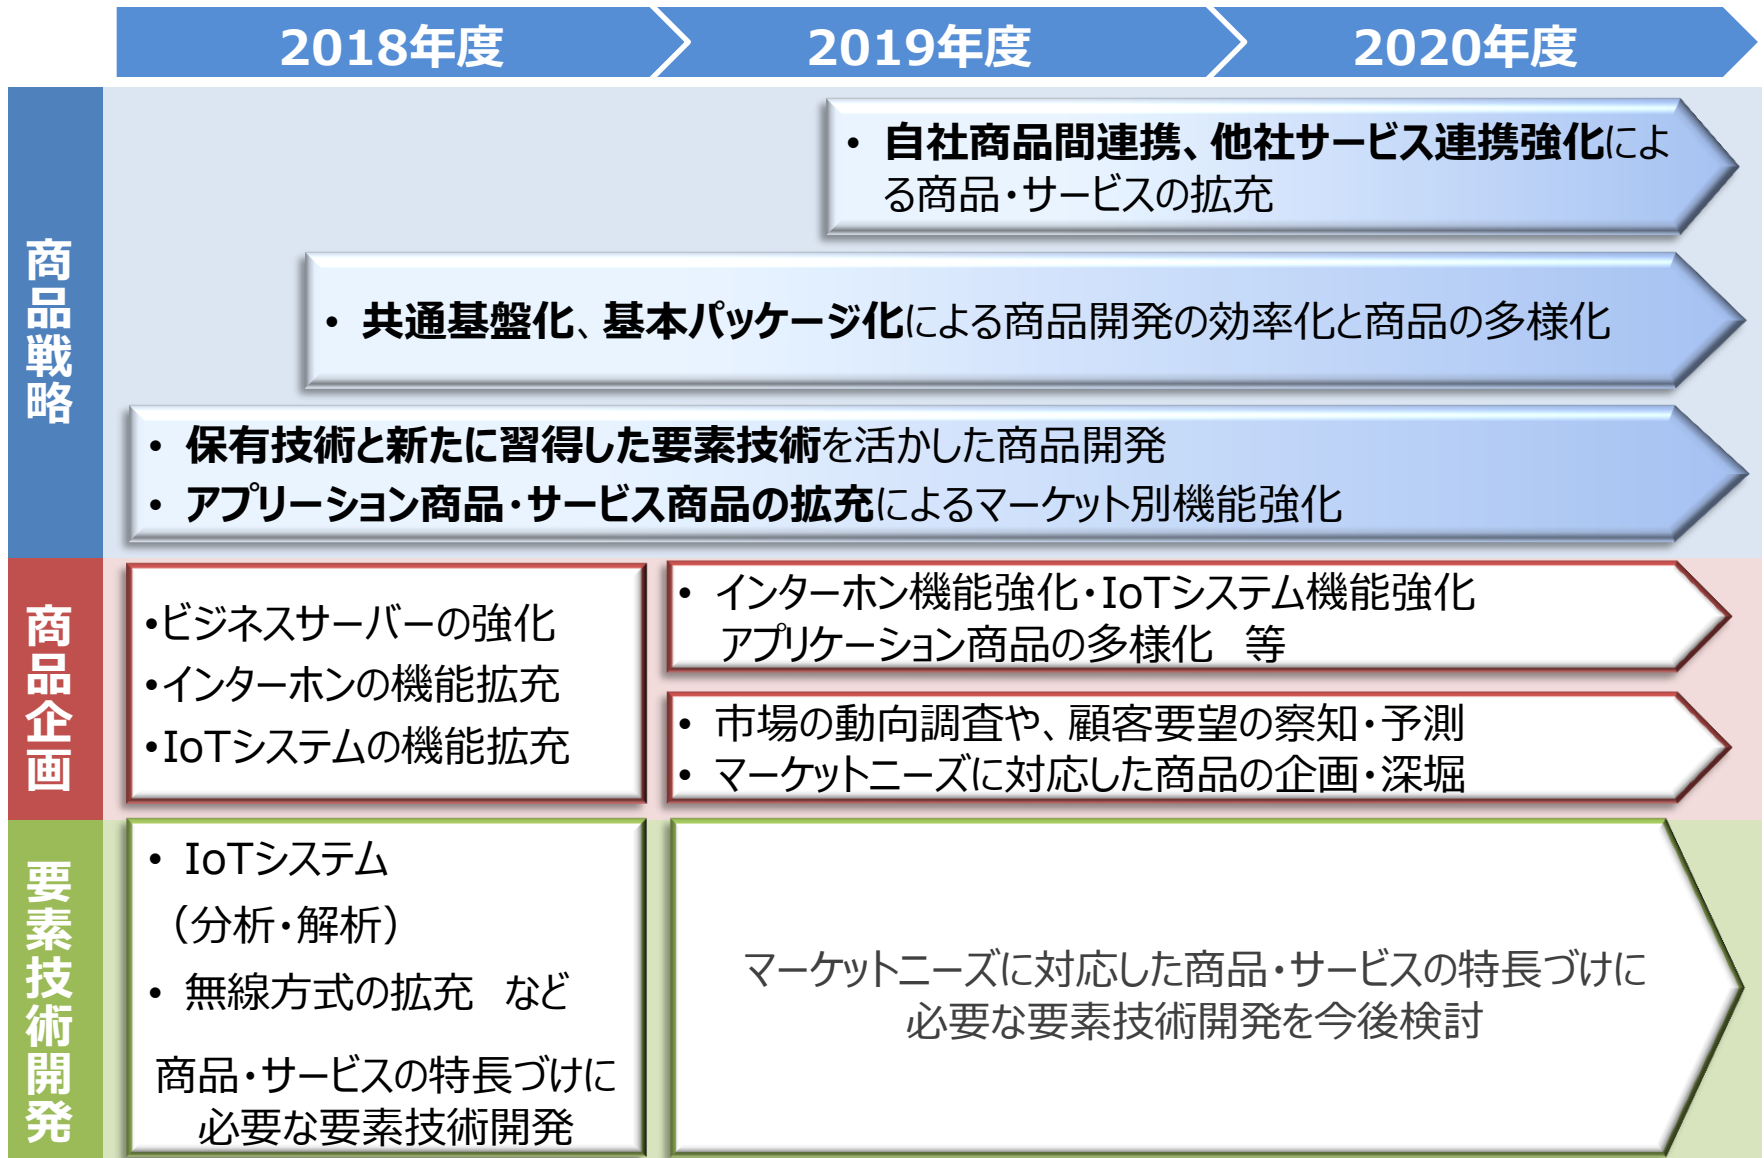 2018年度
2019年度
2020年度
商品戦略
• 自社商品間連携、他社サービス連携強化によ
る商品・サービスの拡充
• 共通基盤化、基本パッケージ化による商品開発の効率化と商品の多様化
• 保有技術と新たに習得した要素技術を活かした商品開発
• アプリーション商品・サービス商品の拡充によるマーケット別機能強化
商品企画
•ビジネスサーバーの強化
•インターホンの機能拡充
•IoTシステムの機能拡充
• インターホン機能強化・IoTシステム機能強化
アプリケーション商品の多様化　等
• 市場の動向調査や、顧客要望の察知・予測
• マーケットニーズに対応した商品の企画・深堀
要素技術開発
• IoTシステム
（分析・解析）
• 無線方式の拡充　など
商品・サービスの特長づけに
必要な要素技術開発
マーケットニーズに対応した商品・サービスの特長づけに
必要な要素技術開発を今後検討